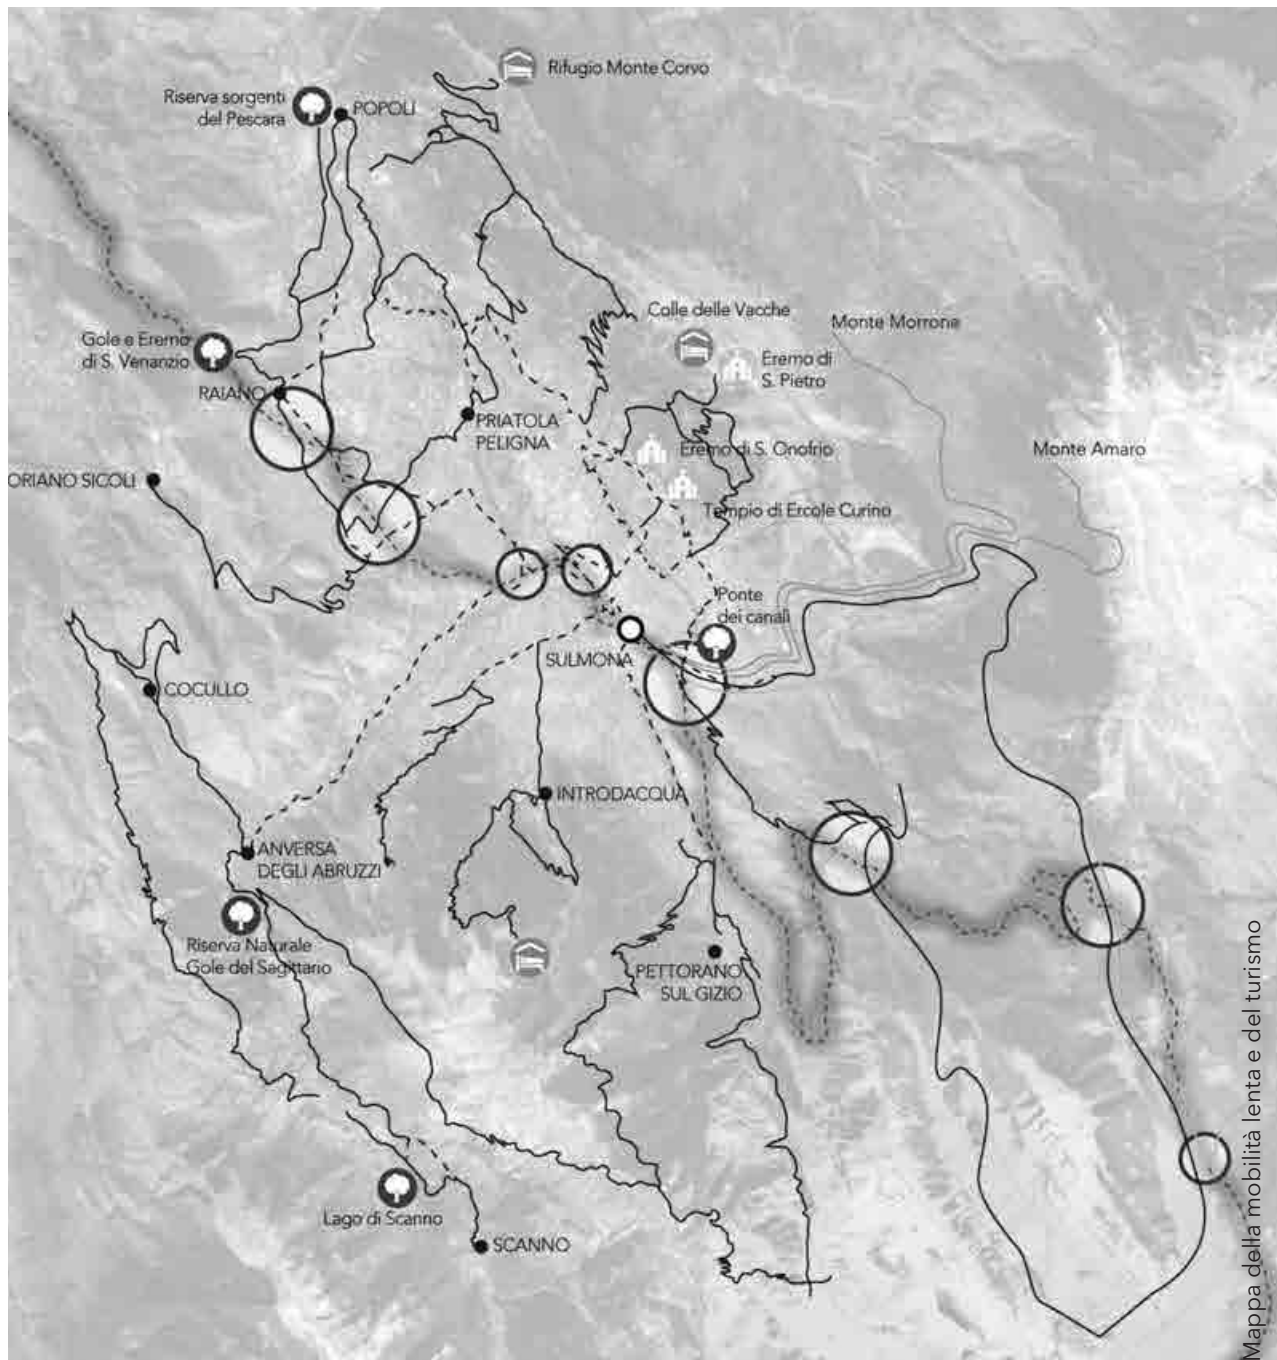 Rifugio Monte Corvo
Riserva sorgenti
del Pescara
POPOLI
Colle delle Vacche
Monte Morrone
Gole e Eremo
di S. Venanzio
Eremo di
S. Pietro
RAIANO
PRIATOLA
PELIGNA
Eremo di S. Onofrio
Monte Amaro
ORIANO SICOLI
Tempio di Ercole Curino
Ponte
dei canali
SULMONA
COCULLO
INTRODACQUA
ANVERSA
DEGLI ABRUZZI
Riserva Naturale
Gole del Sagittario
PETTORANO
SUL GIZIO
Lago di Scanno
SCANNO
Mappa della mobilità lenta e del turismo